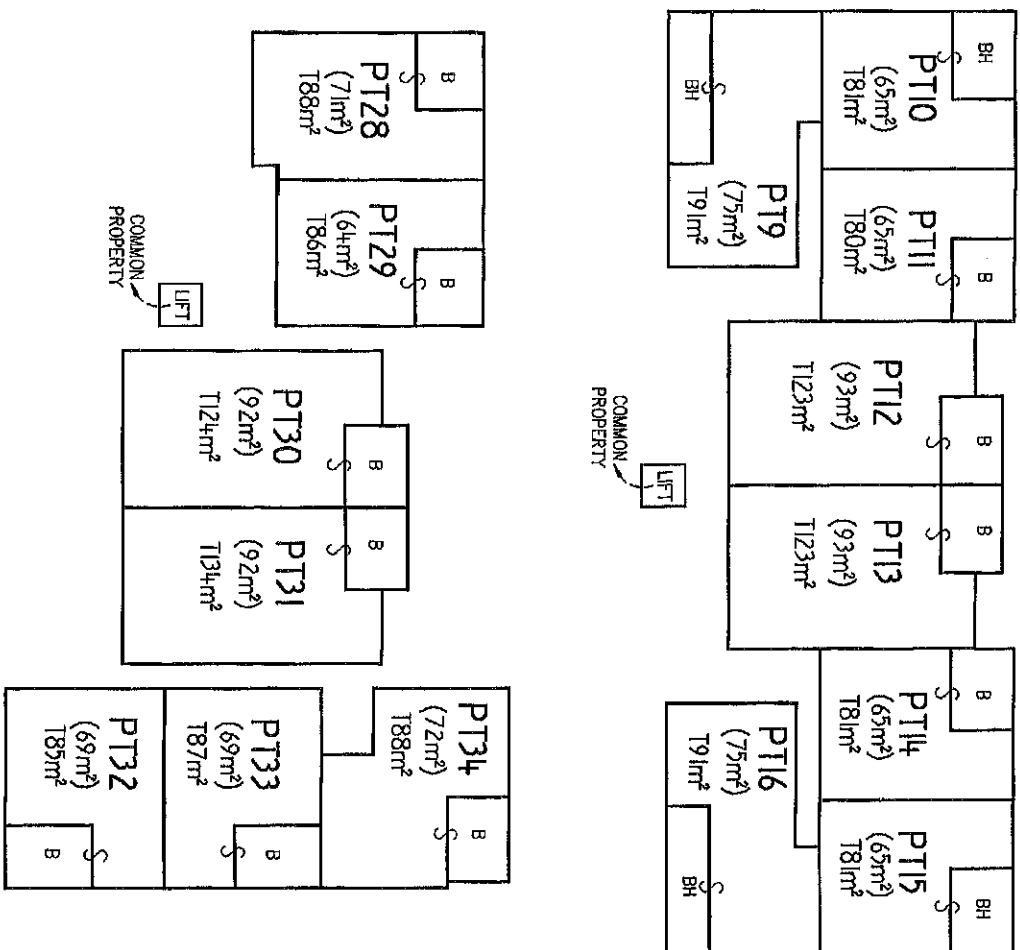 BH
PT10
(65m²)
T81m²
BH
PT9
(75m²)
T91m²
PT11
(65m²)
T80m²
B
PT12
(93m²)
T123m²
B
PT13
(93m²)
T123m²
B
COMMON
PROPERTY
LIFT
PT14
(65m²)
T81m²
B
PT15
(65m²)
T81m²
BH
PT16
(75m²)
T91m²
BH
PT28
(71m²)
T88m²
B
PT29
(64m²)
T86m²
B
COMMON
PROPERTY
LIFT
PT30
(92m²)
T124m²
B
PT31
(92m²)
T134m²
B
PT34
(72m²)
T88m²
B
PT33
(69m²)
T87m²
B
PT32
(69m²)
T85m²
B